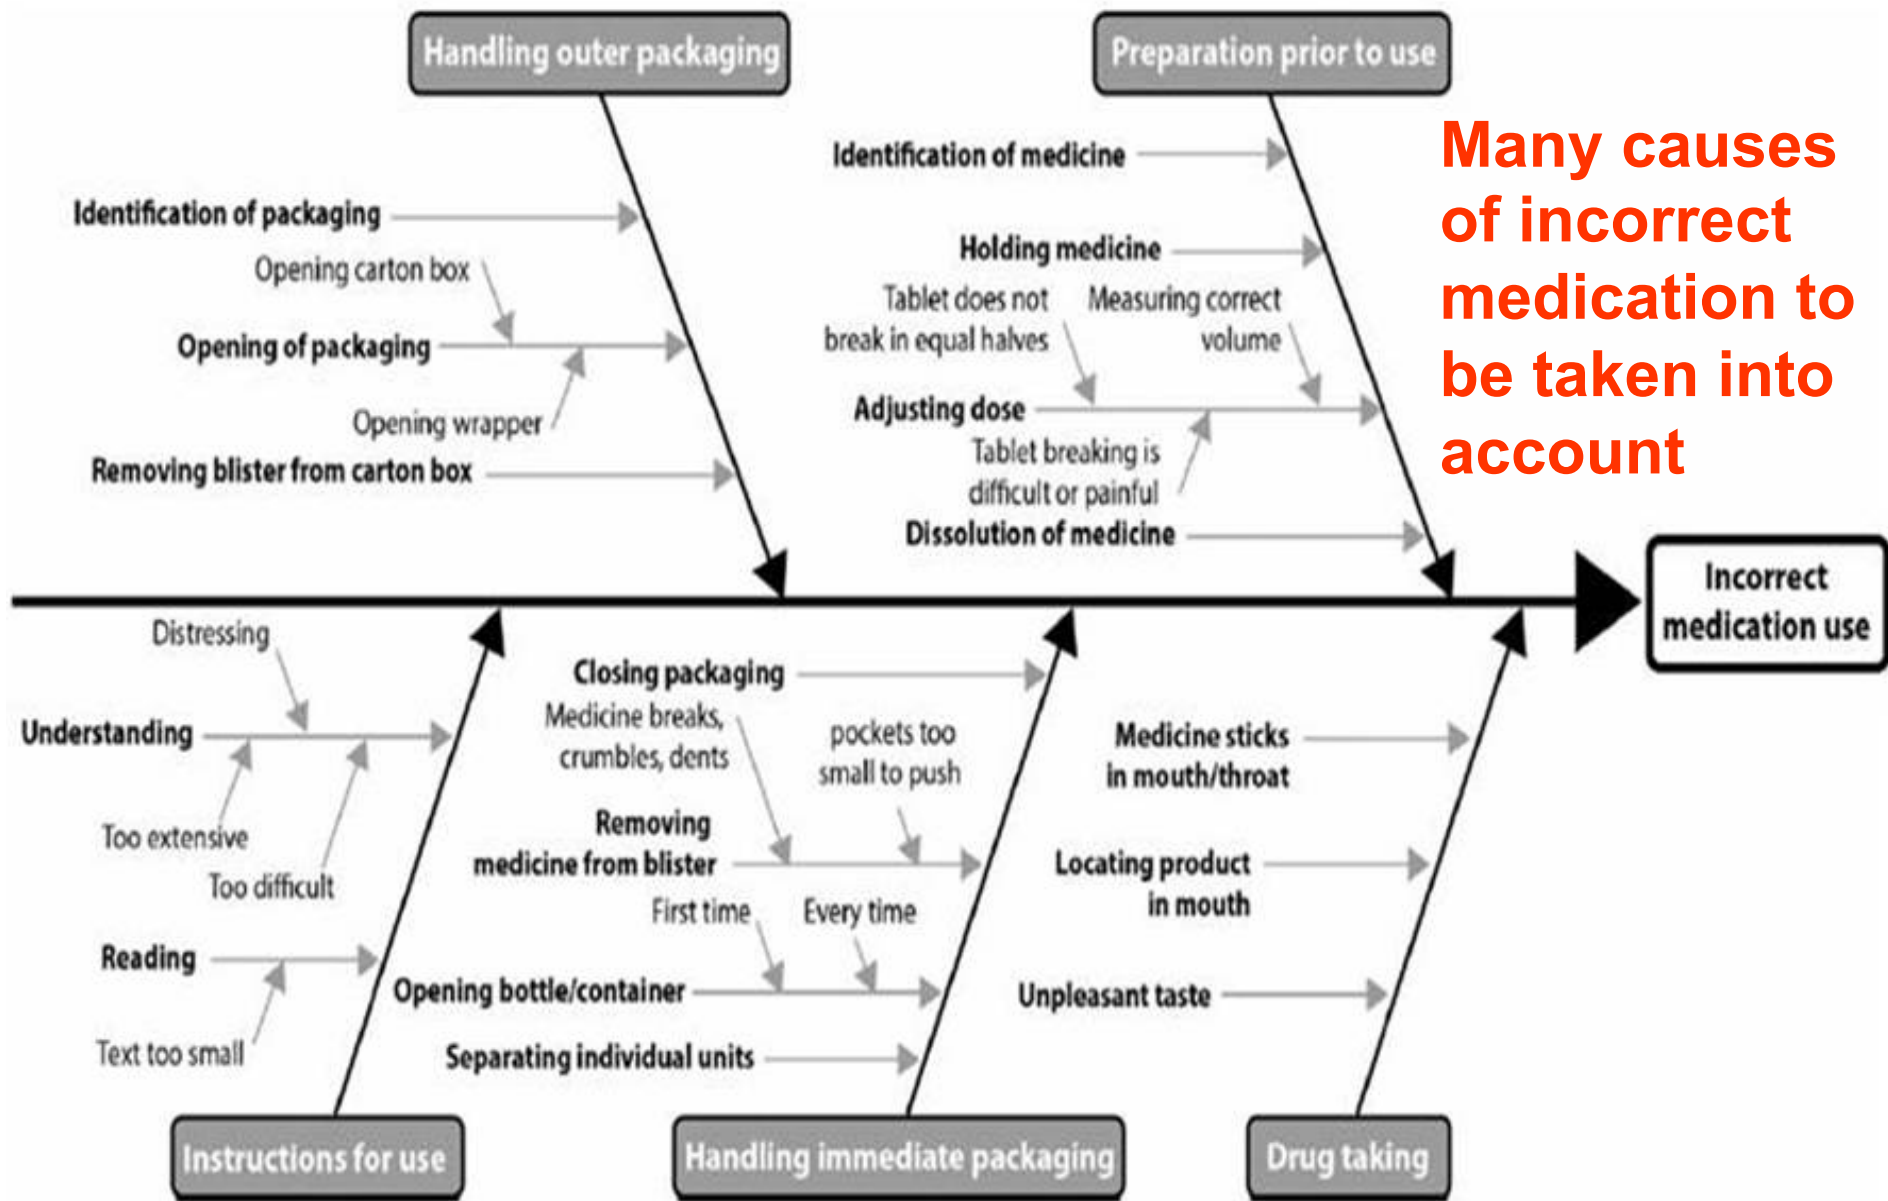 Handling outer packaging
Preparation prior to use
Many causes
of incorrect
medication to
be taken into
account
Identification of packaging
Opening carton box
Opening of packaging
Opening wrapper
Removing blister from carton box
Identification of medicine
Holding medicine
Tablet does not
break in equal halves
Measuring correct
volume
Adjusting dose
Tablet breaking is
difficult or painful
Dissolution of medicine
Incorrect
medication use
Distressing
Understanding
Too extensive
Too difficult
Reading
Text too small
Closing packaging
Medicine breaks,
crumbles, dents
pockets too
small to push
Removing
medicine from blister
First time
Every time
Opening bottle/container
Separating individual units
Medicine sticks
in mouth/throat
Locating product
in mouth
Unpleasant taste
Instructions for use
Handling immediate packaging
Drug taking